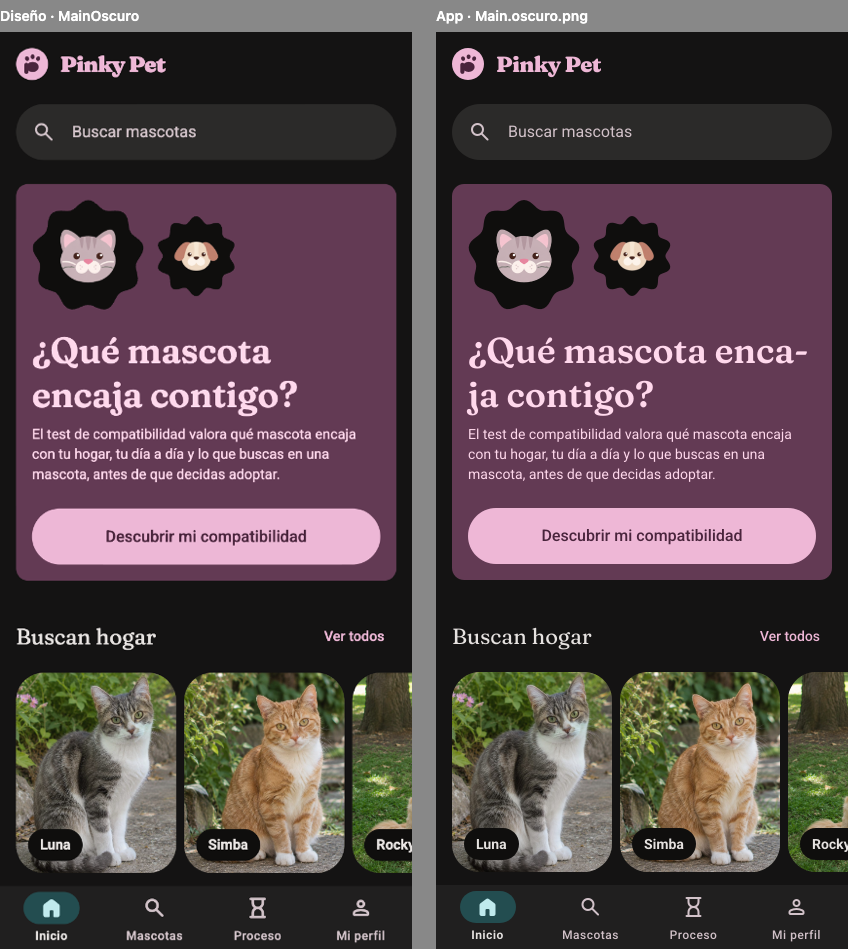 Diseño · MainOscuro
Pinky Pet
Buscar mascotas
¿Qué mascota
encaja contigo?
El test de compatibilidad valora qué mascota encaja
con tu hogar, tu día a día y lo que buscas en una
mascota, antes de que decidas adoptar.
Descubrir mi compatibilidad
Buscan hogar
Ver todos
Luna
Simba
Rocky
Inicio
Mascotas
Proceso
Mi perfil
App · Main.oscuro.png
Pinky Pet
Buscar mascotas
¿Qué mascota enca-
ja contigo?
El test de compatibilidad valora qué mascota encaja
con tu hogar, tu día a día y lo que buscas en una
mascota, antes de que decidas adoptar.
Descubrir mi compatibilidad
Buscan hogar
Ver todos
Luna
Simba
Rocky
Inicio
Mascotas
Proceso
Mi perfil